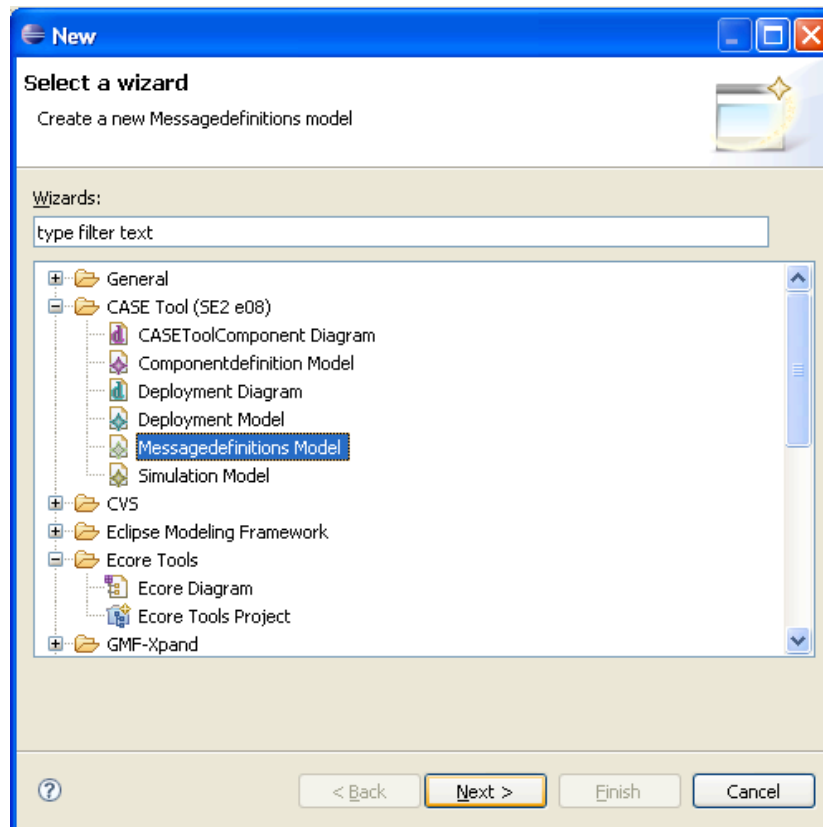 New
Select a wizard
Create a new Messagedefinitions model
Wizards:
type filter text
General
CASE Tool (SE2 e08)
CASEToolComponent Diagram
Componentdefinition Model
Deployment Diagram
Deployment Model
Messagedefinitions Model
Simulation Model
CVS
Eclipse Modeling Framework
Ecore Tools
Ecore Diagram
Ecore Tools Project
GMF-Xpand
< Back Next > Finish Cancel